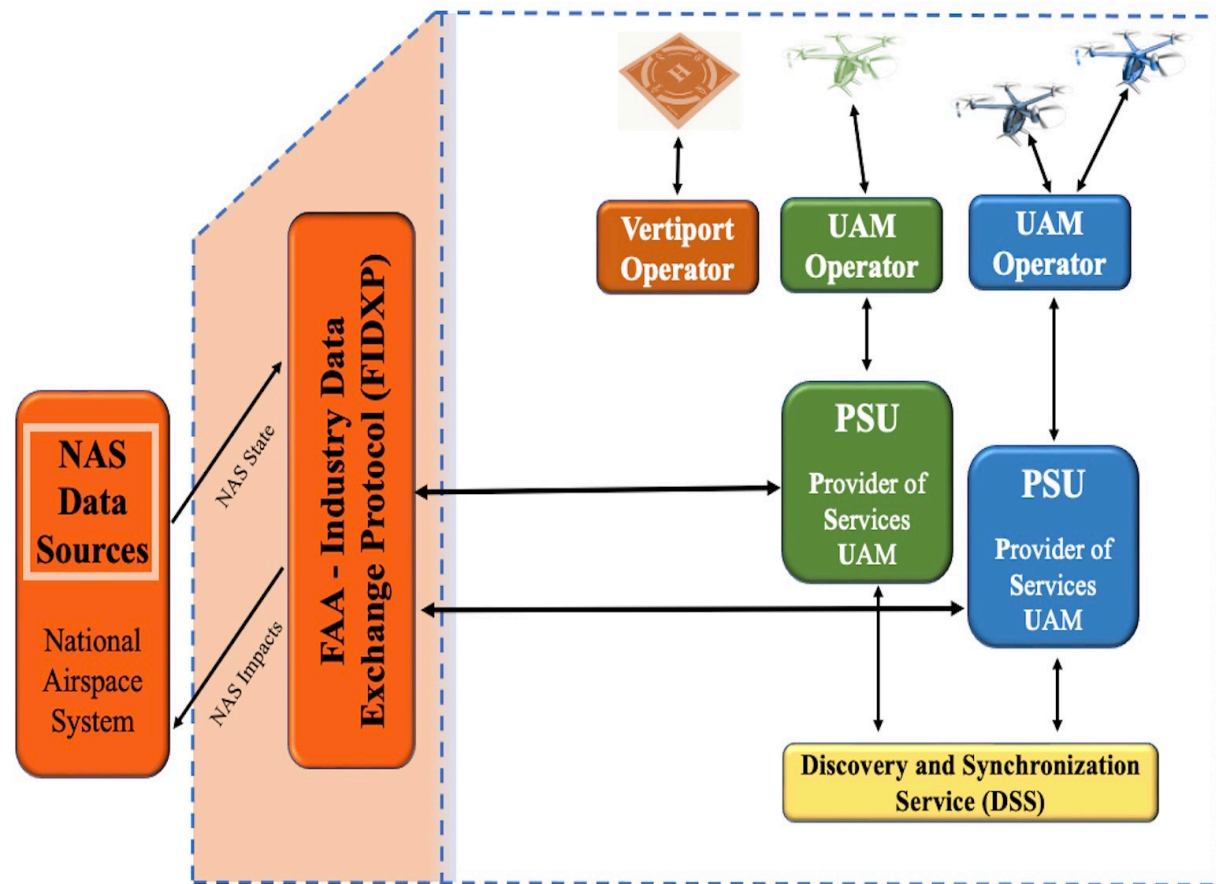 NAS
Data
Sources
National
Airspace
System
NAS State
NAS Impacts
FAA - Industry Data
Exchange Protocol (FIDXP)
H
Vertiport
Operator
UAM
Operator
UAM
Operator
PSU
Provider of
Services
UAM
PSU
Provider of
Services
UAM
Discovery and Synchronization
Service (DSS)